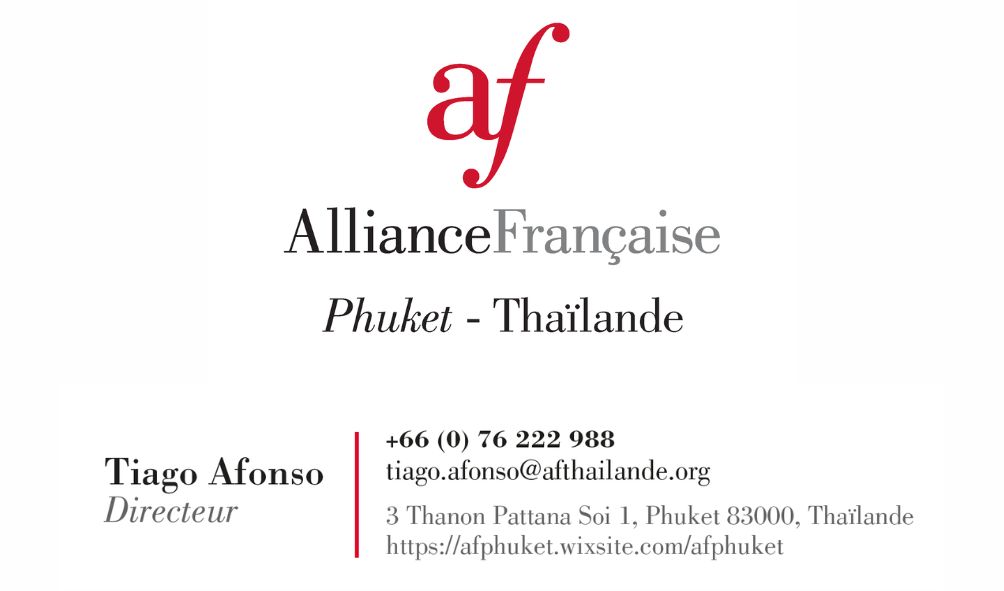 af
AllianceFrançaise
Phuket - Thaïlande
Tiago Afonso
Directeur
+66 (0) 76 222 988
tiago.afonso@afthailande.org
3 Thanon Pattana Soi 1, Phuket 83000, Thaïlande
https://afphuket.wixsite.com/afphuket